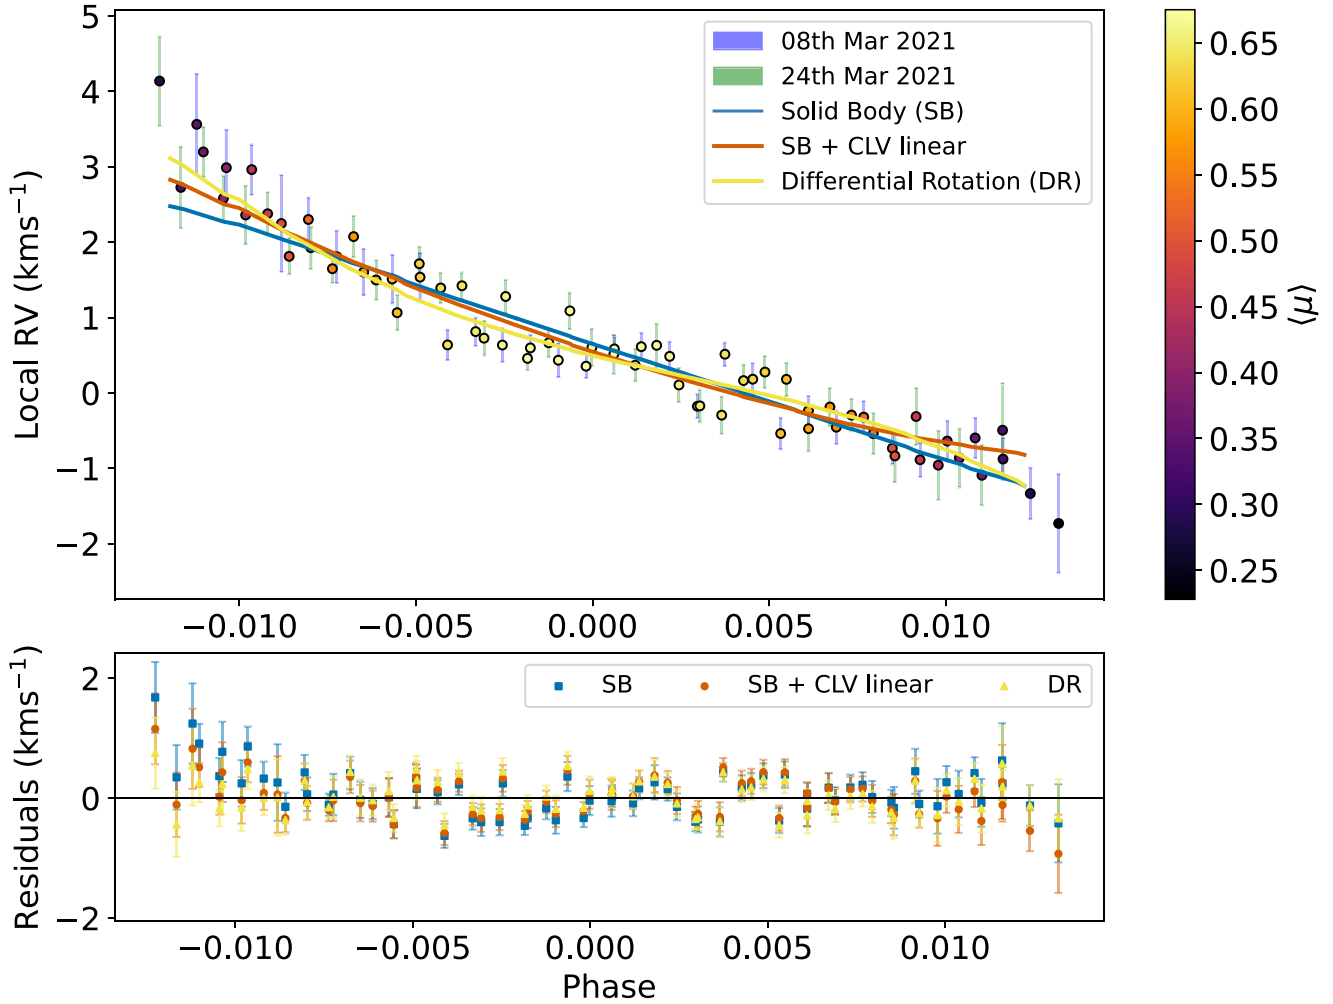 5
4
3
2
1
0
−1
−2
Local RV (kms⁻¹)
08th Mar 2021
24th Mar 2021
Solid Body (SB)
SB + CLV linear
Differential Rotation (DR)
−0.010 −0.005 0.000 0.005 0.010
0.65
0.60
0.55
0.50
0.45
0.40
0.35
0.30
0.25
⟨μ⟩
2
0
−2
Residuals (kms⁻¹)
SB SB + CLV linear DR
−0.010 −0.005 0.000 0.005 0.010
Phase